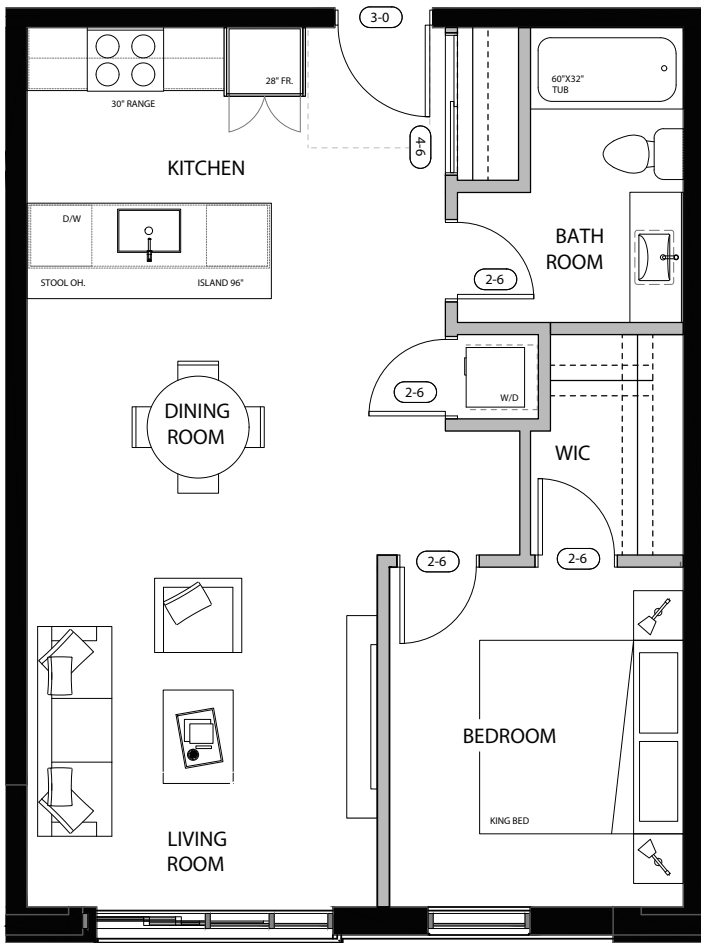 3-0
28" FR.
30" RANGE
60"X32"
TUB
4-6
KITCHEN
D/W
STOOL OH.
ISLAND 96"
BATH
ROOM
2-6
2-6
W/D
DINING
ROOM
WIC
2-6
2-6
BEDROOM
KING BED
LIVING
ROOM